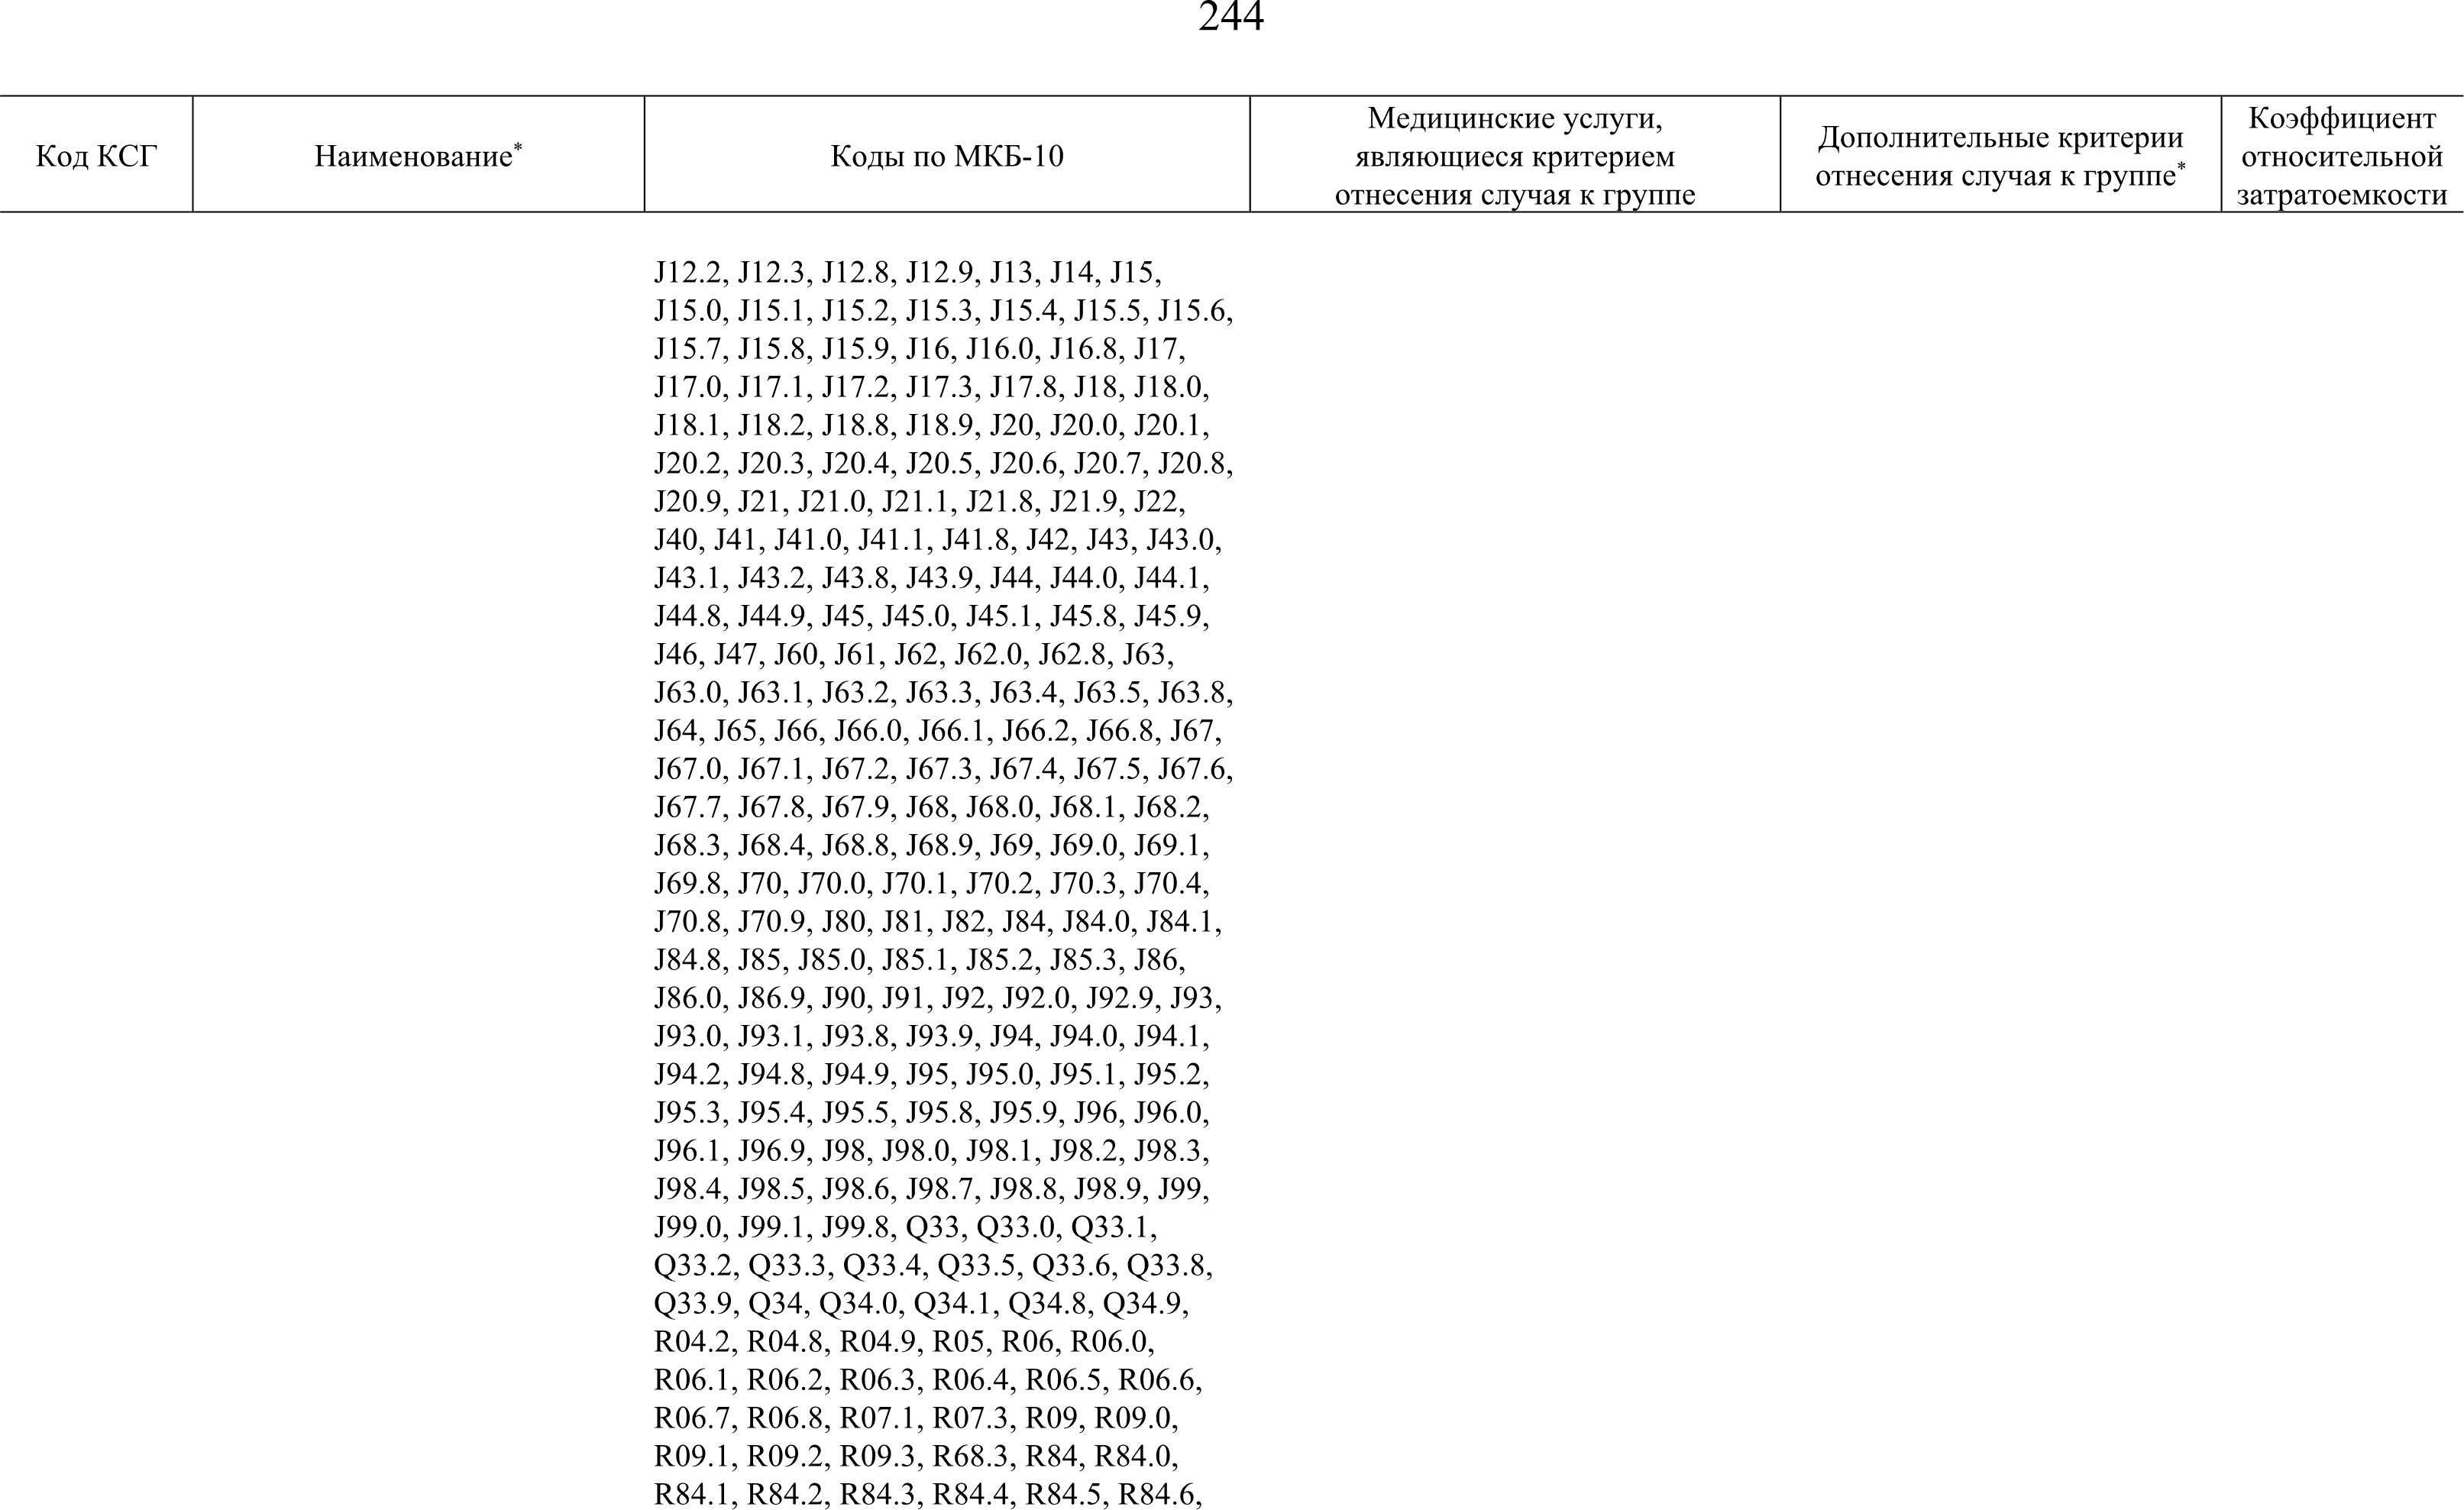 244
Код КСГ
Наименование*
Коды по МКБ-10
Медицинские услуги,
являющиеся критерием
отнесения случая к группе
Дополнительные критерии
отнесения случая к группе*
Коэффициент
относительной
затратоемкости
J12.2, J12.3, J12.8, J12.9, J13, J14, J15,
J15.0, J15.1, J15.2, J15.3, J15.4, J15.5, J15.6,
J15.7, J15.8, J15.9, J16, J16.0, J16.8, J17,
J17.0, J17.1, J17.2, J17.3, J17.8, J18, J18.0,
J18.1, J18.2, J18.8, J18.9, J20, J20.0, J20.1,
J20.2, J20.3, J20.4, J20.5, J20.6, J20.7, J20.8,
J20.9, J21, J21.0, J21.1, J21.8, J21.9, J22,
J40, J41, J41.0, J41.1, J41.8, J42, J43, J43.0,
J43.1, J43.2, J43.8, J43.9, J44, J44.0, J44.1,
J44.8, J44.9, J45, J45.0, J45.1, J45.8, J45.9,
J46, J47, J60, J61, J62, J62.0, J62.8, J63,
J63.0, J63.1, J63.2, J63.3, J63.4, J63.5, J63.8,
J64, J65, J66, J66.0, J66.1, J66.2, J66.8, J67,
J67.0, J67.1, J67.2, J67.3, J67.4, J67.5, J67.6,
J67.7, J67.8, J67.9, J68, J68.0, J68.1, J68.2,
J68.3, J68.4, J68.8, J68.9, J69, J69.0, J69.1,
J69.8, J70, J70.0, J70.1, J70.2, J70.3, J70.4,
J70.8, J70.9, J80, J81, J82, J84, J84.0, J84.1,
J84.8, J85, J85.0, J85.1, J85.2, J85.3, J86,
J86.0, J86.9, J90, J91, J92, J92.0, J92.9, J93,
J93.0, J93.1, J93.8, J93.9, J94, J94.0, J94.1,
J94.2, J94.8, J94.9, J95, J95.0, J95.1, J95.2,
J95.3, J95.4, J95.5, J95.8, J95.9, J96, J96.0,
J96.1, J96.9, J98, J98.0, J98.1, J98.2, J98.3,
J98.4, J98.5, J98.6, J98.7, J98.8, J98.9, J99,
J99.0, J99.1, J99.8, Q33, Q33.0, Q33.1,
Q33.2, Q33.3, Q33.4, Q33.5, Q33.6, Q33.8,
Q33.9, Q34, Q34.0, Q34.1, Q34.8, Q34.9,
R04.2, R04.8, R04.9, R05, R06, R06.0,
R06.1, R06.2, R06.3, R06.4, R06.5, R06.6,
R06.7, R06.8, R07.1, R07.3, R09, R09.0,
R09.1, R09.2, R09.3, R68.3, R84, R84.0,
R84.1, R84.2, R84.3, R84.4, R84.5, R84.6,